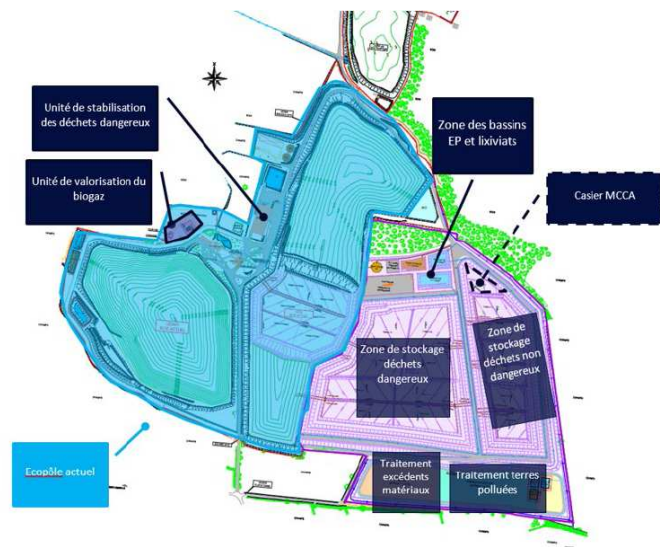 Unité de stabilisation
des déchets dangereux
Unité de valorisation du
biogaz
Zone des bassins
EP et lixiviats
Casier MCCA
Zone de stockage
déchets
dangereux
Zone de
stockage
déchets non
dangereux
Ecopôle actuel
Traitement
excédents
matériaux
Traitement terres
polluées